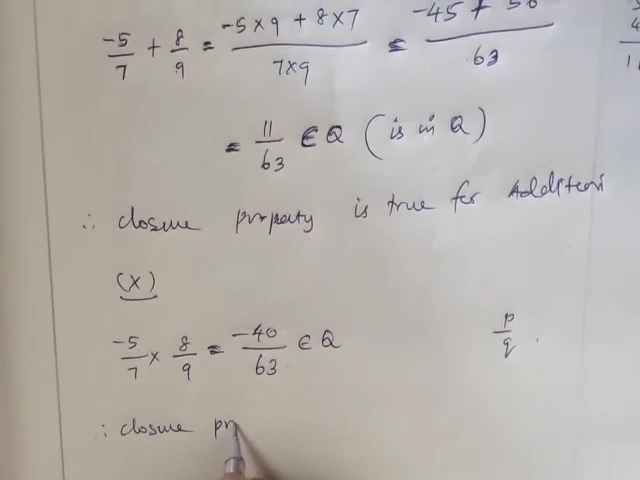 -5/7 + 8/9 = -5×9 + 8×7 / 7×9 = -45 + 56 / 63
= 11/63 ∈ Q (is in Q)
∴ closure property is true for Addition
(×)
-5/7 × 8/9 = -40/63 ∈ Q p/q.
∴ closure pr